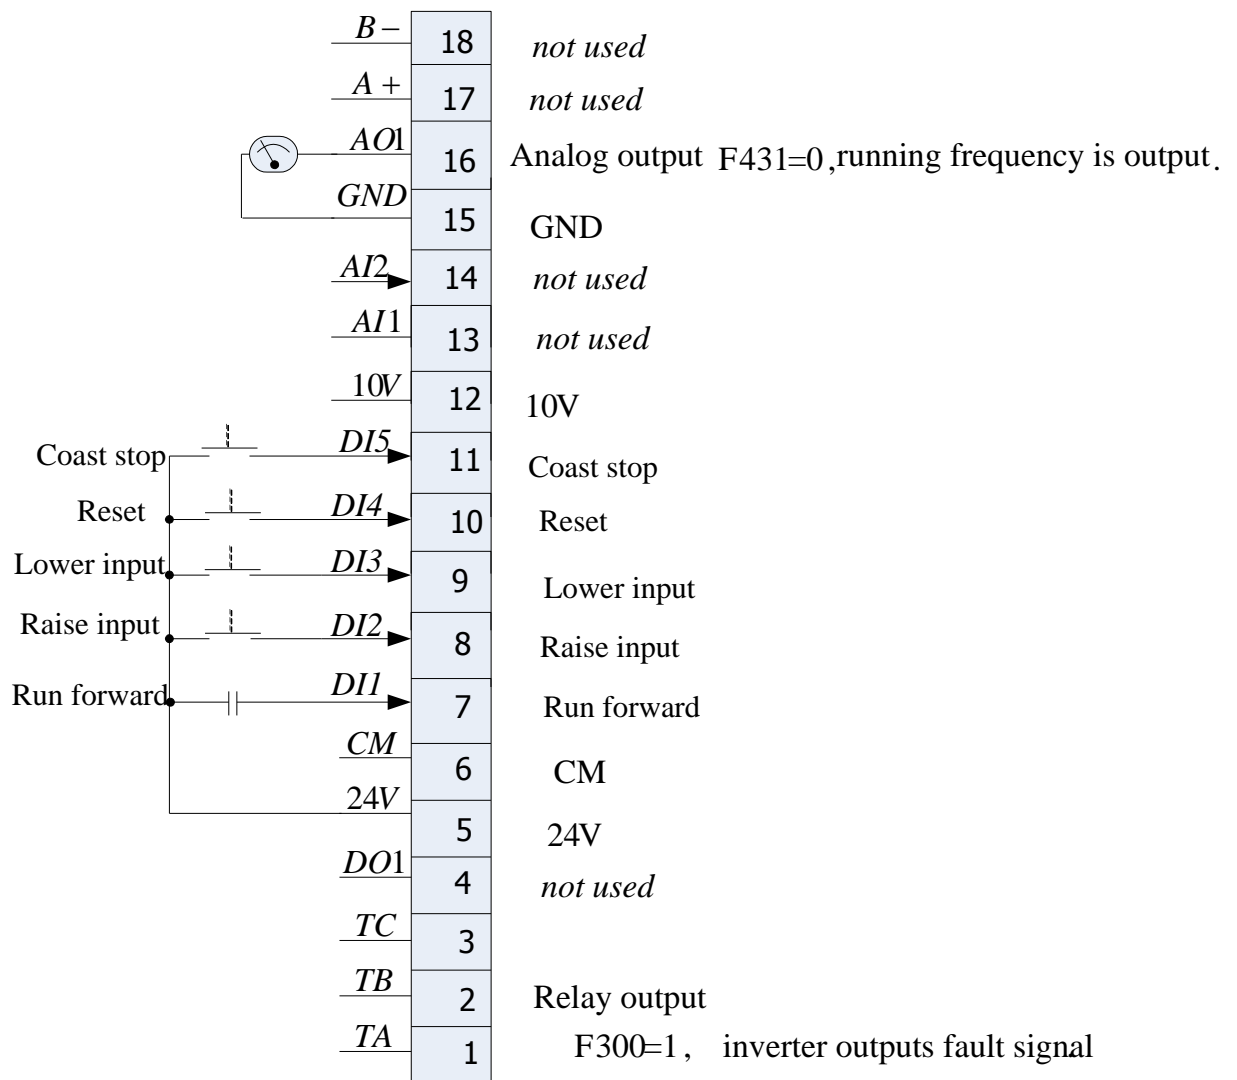 B – 18 not used
A + 17 not used
AO1 16 Analog output F431=0,running frequency is output.
GND 15 GND
AI2 14 not used
AI1 13 not used
10V 12 10V
Coast stop DI5 11 Coast stop
Reset DI4 10 Reset
Lower input DI3 9 Lower input
Raise input DI2 8 Raise input
Run forward DI1 7 Run forward
CM 6 CM
24V 5 24V
DO1 4 not used
TC 3
TB 2 Relay output
TA 1 F300=1, inverter outputs fault signal.